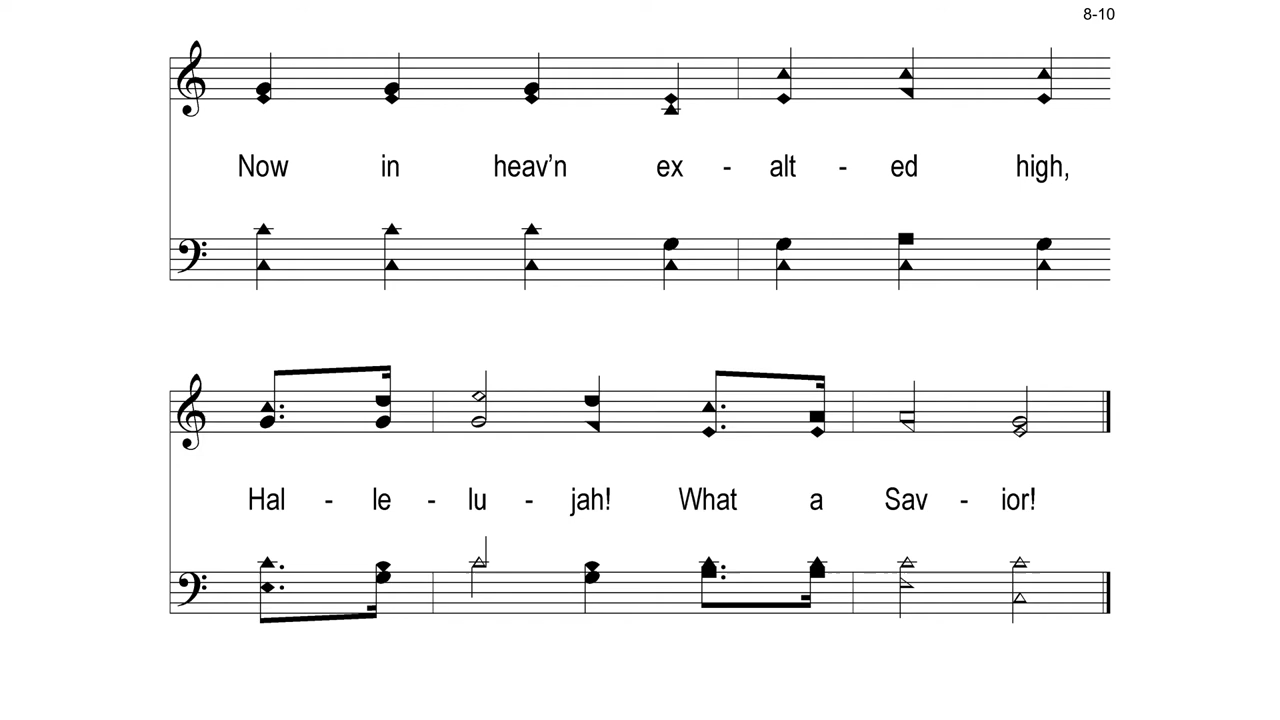 8-10
Now in heav’n ex - alt - ed high,
Hal - le - lu - jah! What a Sav - ior!